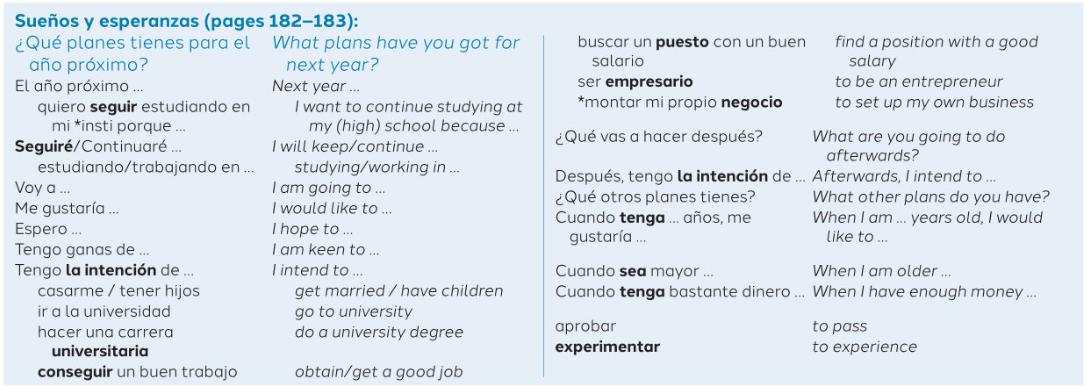 Sueños y esperanzas (pages 182–183):
¿Qué planes tienes para el What plans have you got for
año próximo? next year?
El año próximo ... Next year ...
quiero seguir estudiando en I want to continue studying at
mi *insti porque ... my (high) school because ...
Seguiré/Continuaré ... I will keep/continue ...
estudiando/trabajando en ... studying/working in ...
Voy a ... I am going to ...
Me gustaría ... I would like to ...
Espero ... I hope to ...
Tengo ganas de ... I am keen to ...
Tengo la intención de ... I intend to ...
casarme / tener hijos get married / have children
ir a la universidad go to university
hacer una carrera do a university degree
universitaria
conseguir un buen trabajo obtain/get a good job
buscar un puesto con un buen find a position with a good
salario salary
ser empresario to be an entrepreneur
*montar mi propio negocio to set up my own business
¿Qué vas a hacer después? What are you going to do
afterwards?
Después, tengo la intención de ... Afterwards, I intend to ...
¿Qué otros planes tienes? What other plans do you have?
Cuando tenga ... años, me When I am ... years old, I would
gustaría ... like to ...
Cuando sea mayor ... When I am older ...
Cuando tenga bastante dinero ... When I have enough money ...
aprobar to pass
experimentar to experience